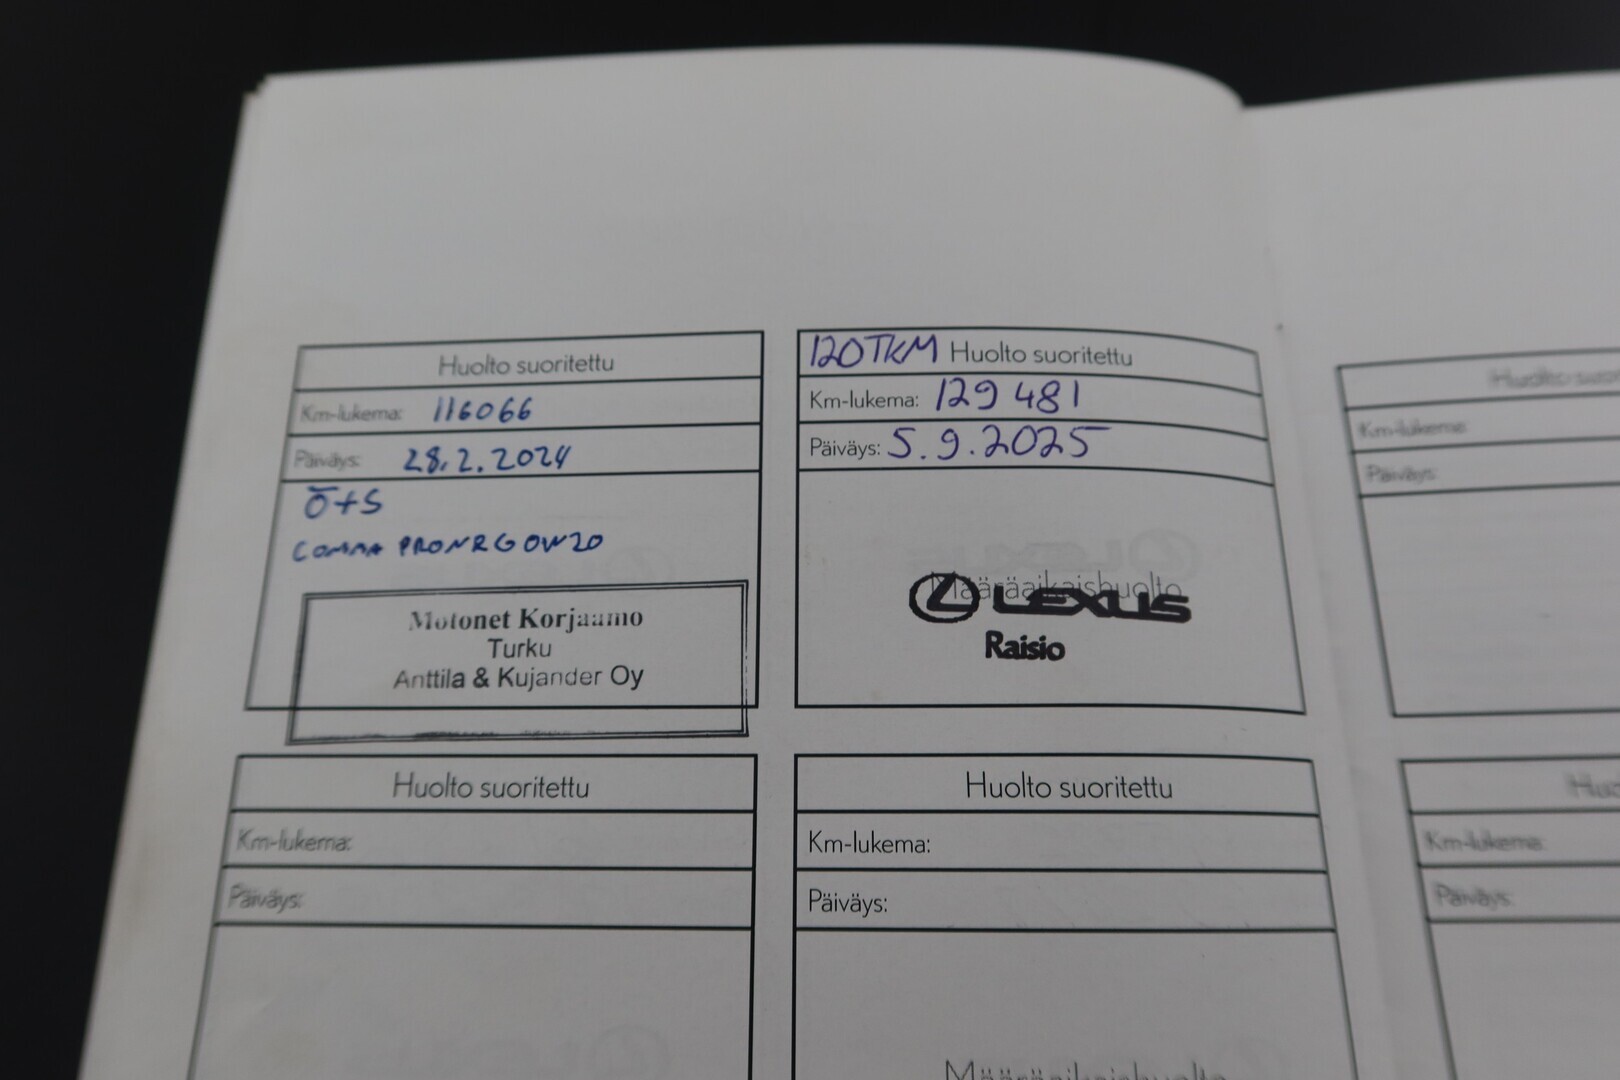 Huolto suoritettu
Km-lukema: 116066
Päiväys: 28.2.2024
Ö+S
COMMA PRONRG 0W20
Motonet Korjaamo
Turku
Anttila & Kujander Oy
120TKM Huolto suoritettu
Km-lukema: 129 481
Päiväys: 5.9.2025
Määräaikaishuolto
LEXUS
Raisio
Km-lukema:
Päiväys:
Huolto suoritettu
Km-lukema:
Päiväys:
Huolto suoritettu
Km-lukema:
Päiväys:
Määräaikaishuolto
Km-lukema:
Päiväys: